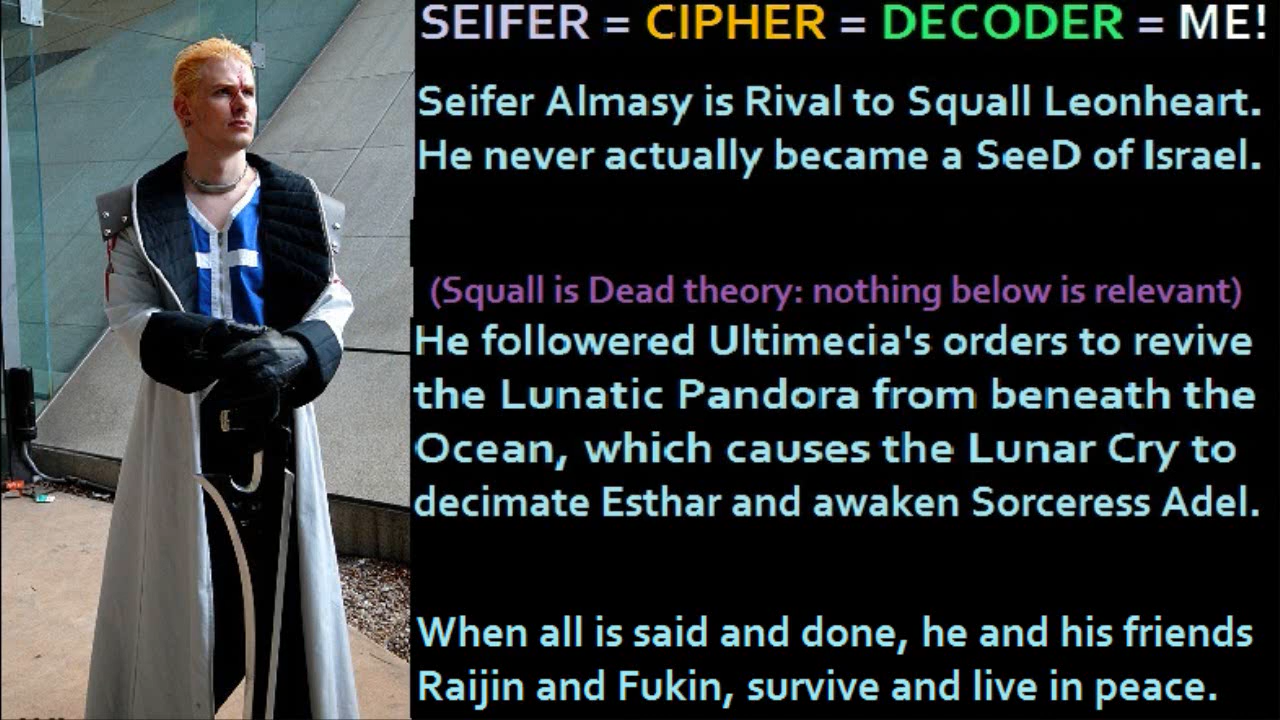 SEIFER = CIPHER = DECODER = ME!
Seifer Almasy is Rival to Squall Leonheart.
He never actually became a SeeD of Israel.
(Squall is Dead theory: nothing below is relevant)
He followered Ultimecia's orders to revive
the Lunatic Pandora from beneath the
Ocean, which causes the Lunar Cry to
decimate Esthar and awaken Sorceress Adel.
When all is said and done, he and his friends
Raijin and Fukin, survive and live in peace.